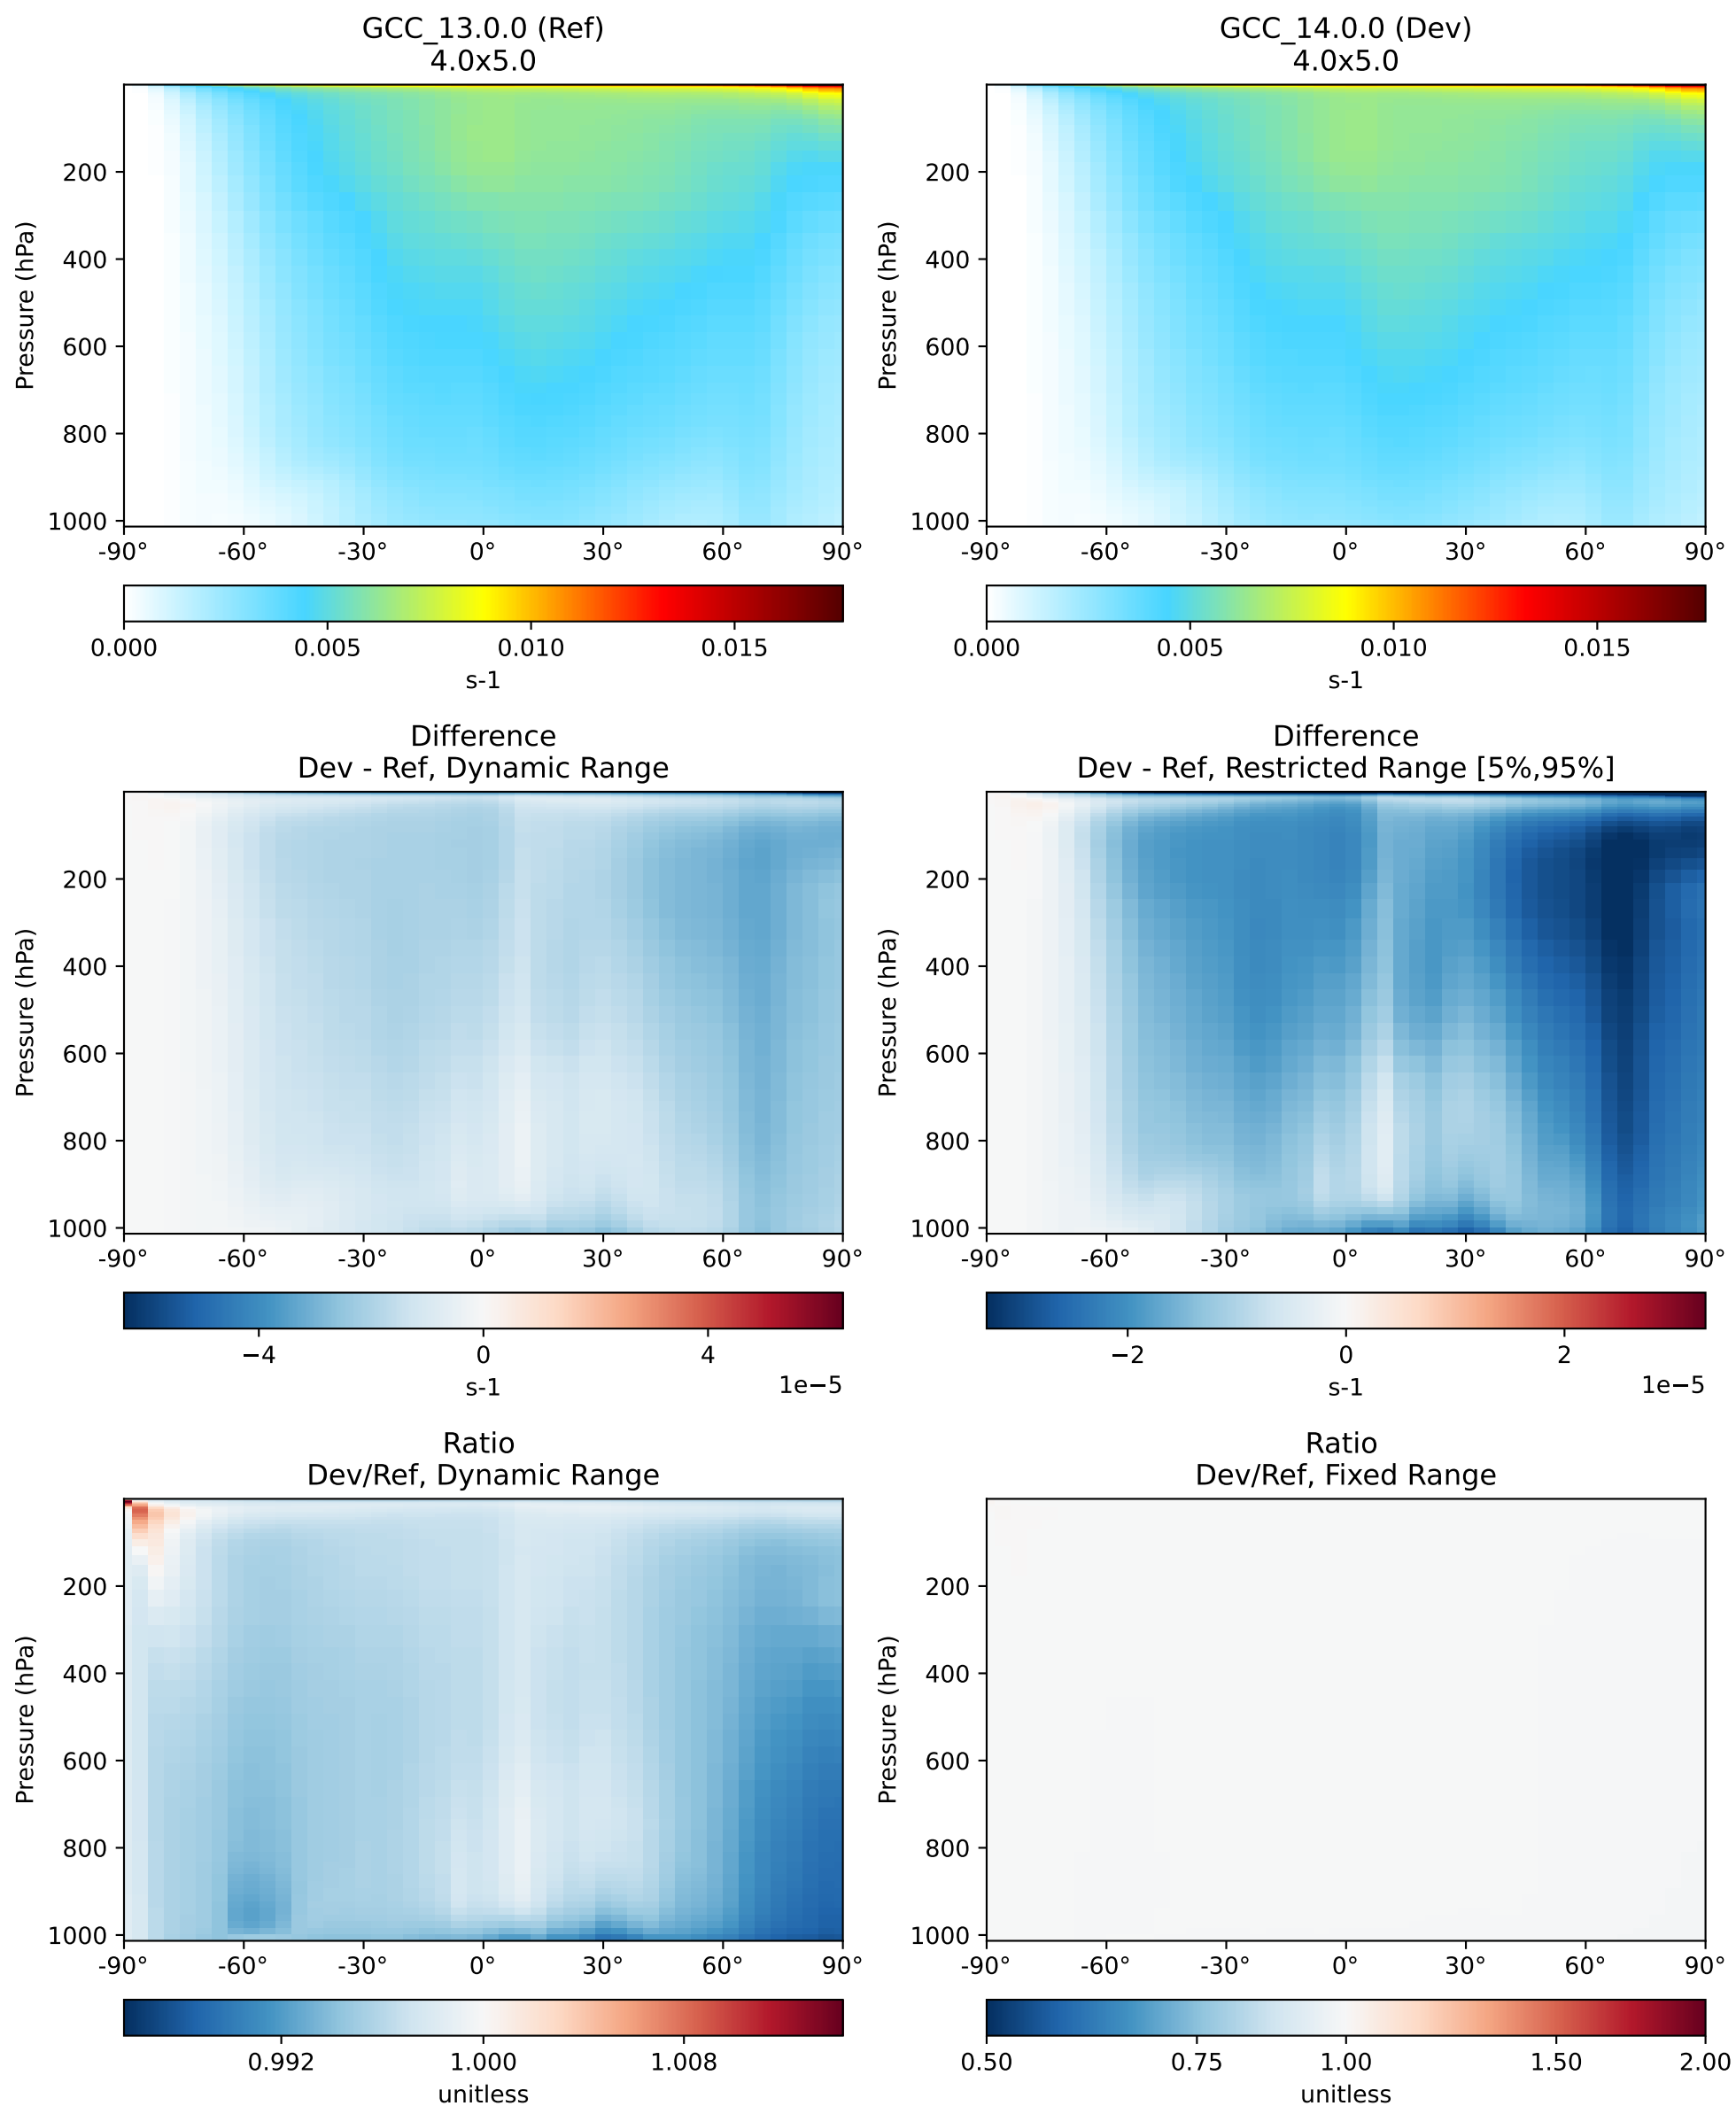 GCC_13.0.0 (Ref)
4.0x5.0
Pressure (hPa)
200
400
600
800
1000
-90° -60° -30° 0° 30° 60° 90°
0.000 0.005 0.010 0.015
s-1
GCC_14.0.0 (Dev)
4.0x5.0
Pressure (hPa)
200
400
600
800
1000
-90° -60° -30° 0° 30° 60° 90°
0.000 0.005 0.010 0.015
s-1
Difference
Dev - Ref, Dynamic Range
Pressure (hPa)
200
400
600
800
1000
-90° -60° -30° 0° 30° 60° 90°
−4 0 4
s-1 1e−5
Difference
Dev - Ref, Restricted Range [5%,95%]
Pressure (hPa)
200
400
600
800
1000
-90° -60° -30° 0° 30° 60° 90°
−2 0 2
s-1 1e−5
Ratio
Dev/Ref, Dynamic Range
Pressure (hPa)
200
400
600
800
1000
-90° -60° -30° 0° 30° 60° 90°
0.992 1.000 1.008
unitless
Ratio
Dev/Ref, Fixed Range
Pressure (hPa)
200
400
600
800
1000
-90° -60° -30° 0° 30° 60° 90°
0.50 0.75 1.00 1.50 2.00
unitless